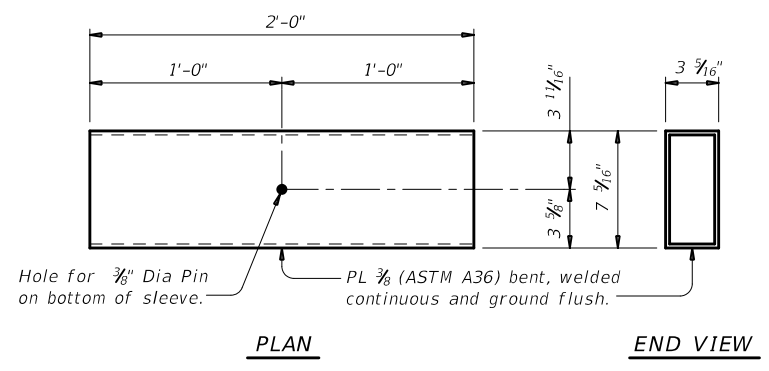 2'-0"
1'-0" 1'-0"
3 11/16"
3 5/8"
7 5/16"
3 5/16"
Hole for 3/8" Dia Pin
on bottom of sleeve.
PL 3/8 (ASTM A36) bent, welded
continuous and ground flush.
PLAN
END VIEW